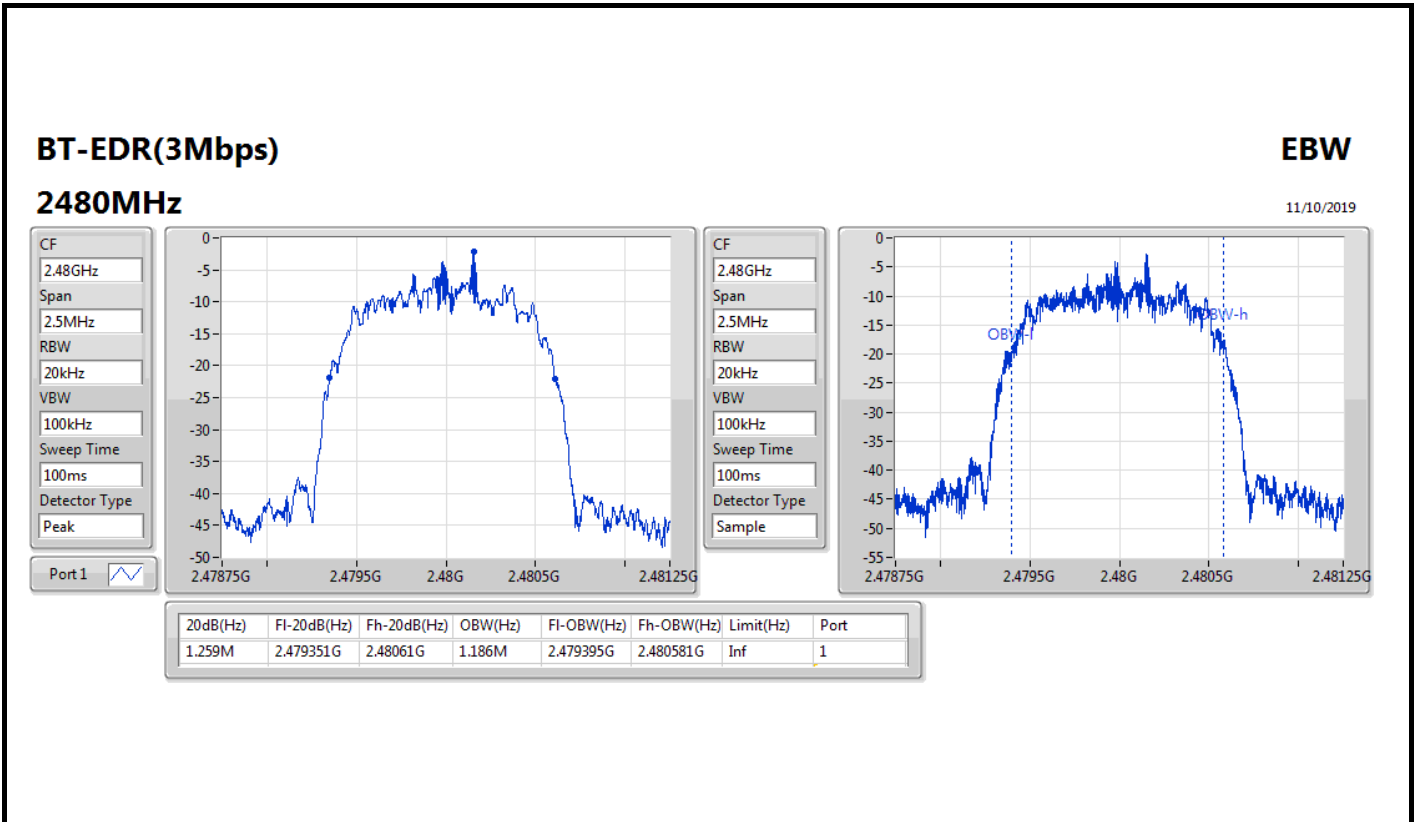 BT-EDR(3Mbps)
EBW
2480MHz
11/10/2019
CF
2.48GHz
Span
2.5MHz
RBW
20kHz
VBW
100kHz
Sweep Time
100ms
Detector Type
Peak
Port 1
0
-5
-10
-15
-20
-25
-30
-35
-40
-45
-50
2.47875G 2.4795G 2.48G 2.4805G 2.48125G
CF
2.48GHz
Span
2.5MHz
RBW
20kHz
VBW
100kHz
Sweep Time
100ms
Detector Type
Sample
0
-5
-10
-15
-20
-25
-30
-35
-40
-45
-50
-55
OBW-l
OBW-h
2.47875G 2.4795G 2.48G 2.4805G 2.48125G
20dB(Hz) Fl-20dB(Hz) Fh-20dB(Hz) OBW(Hz) Fl-OBW(Hz) Fh-OBW(Hz) Limit(Hz) Port
1.259M 2.479351G 2.48061G 1.186M 2.479395G 2.480581G Inf 1